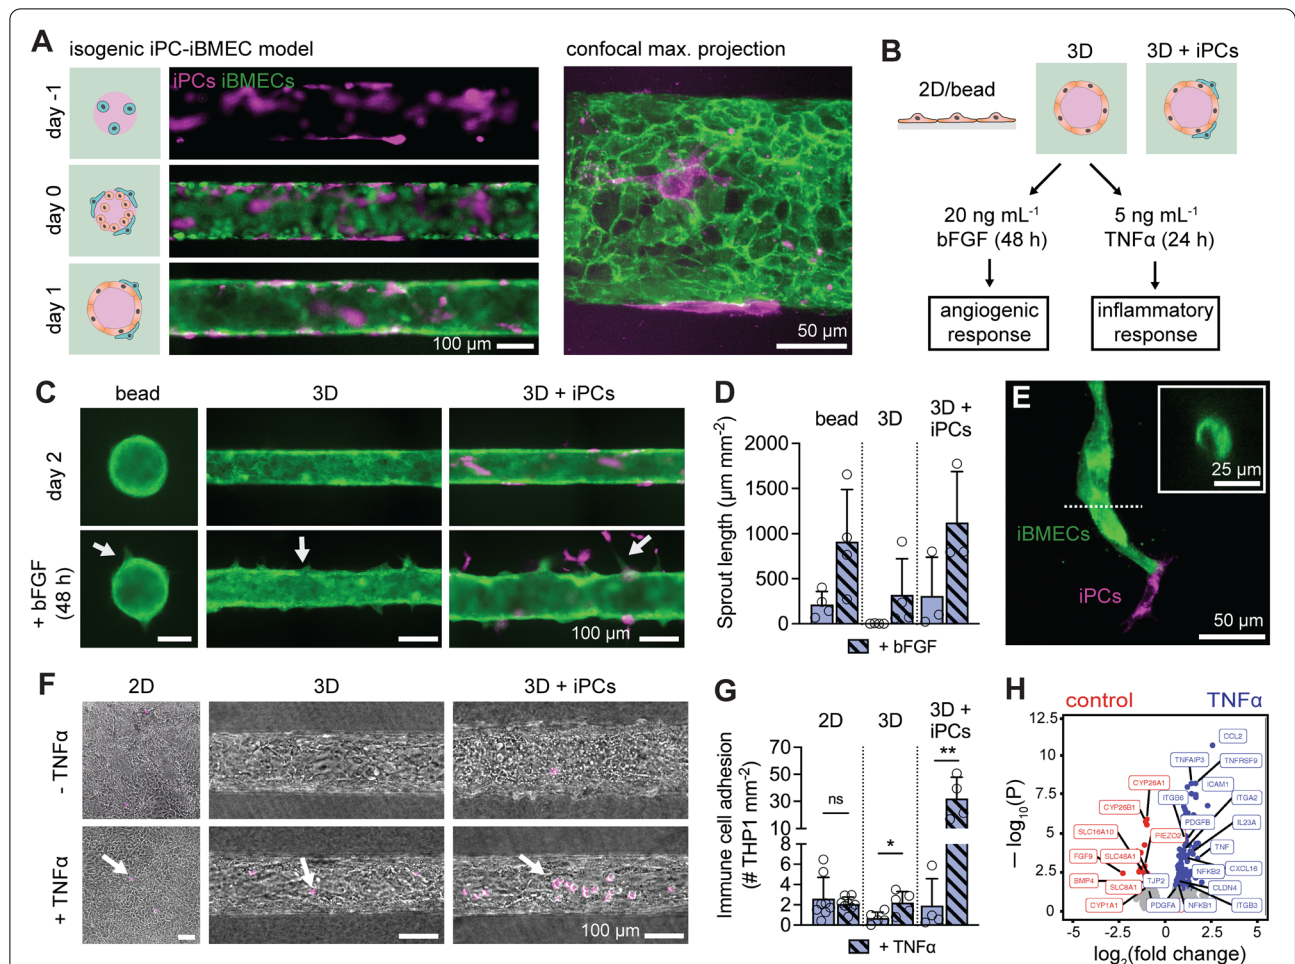 A
isogenic iPC-iBMEC model
iPCs iBMECs
day -1
day 0
day 1
100 µm
confocal max. projection
50 µm
B
2D/bead
3D
3D + iPCs
20 ng mL-1
bFGF (48 h)
5 ng mL-1
TNFα (24 h)
angiogenic
response
inflammatory
response
C
bead
3D
3D + iPCs
day 2
+ bFGF
(48 h)
100 µm
D
bead
3D
3D +
iPCs
Sprout length (µm mm-2)
2000
1500
1000
500
0
+ bFGF
E
25 µm
iBMECs
iPCs
50 µm
F
2D
3D
3D + iPCs
- TNFα
+ TNFα
100 µm
G
2D
3D
3D +
iPCs
Immune cell adhesion
(# THP1 mm-2)
70
50
30
10
8
6
4
2
0
ns
*
**
+ TNFα
H
control
TNFα
– log10(P)
12.5
10
7.5
5
2.5
0
CCL2
TNFAIP3
TNFRSF9
CYP26A1
ICAM1
ITGB6
ITGA2
CYP26B1
PDGFB
IL23A
SLC16A10
PIEZO2
TNF
FGF9
SLC48A1
NFKB2
CXCL16
BMP4
TJP2
SLC8A1
CLDN4
CYP1A1
PDGFA
NFKB1
ITGB3
-5
-2.5
0
2.5
5
log2(fold change)